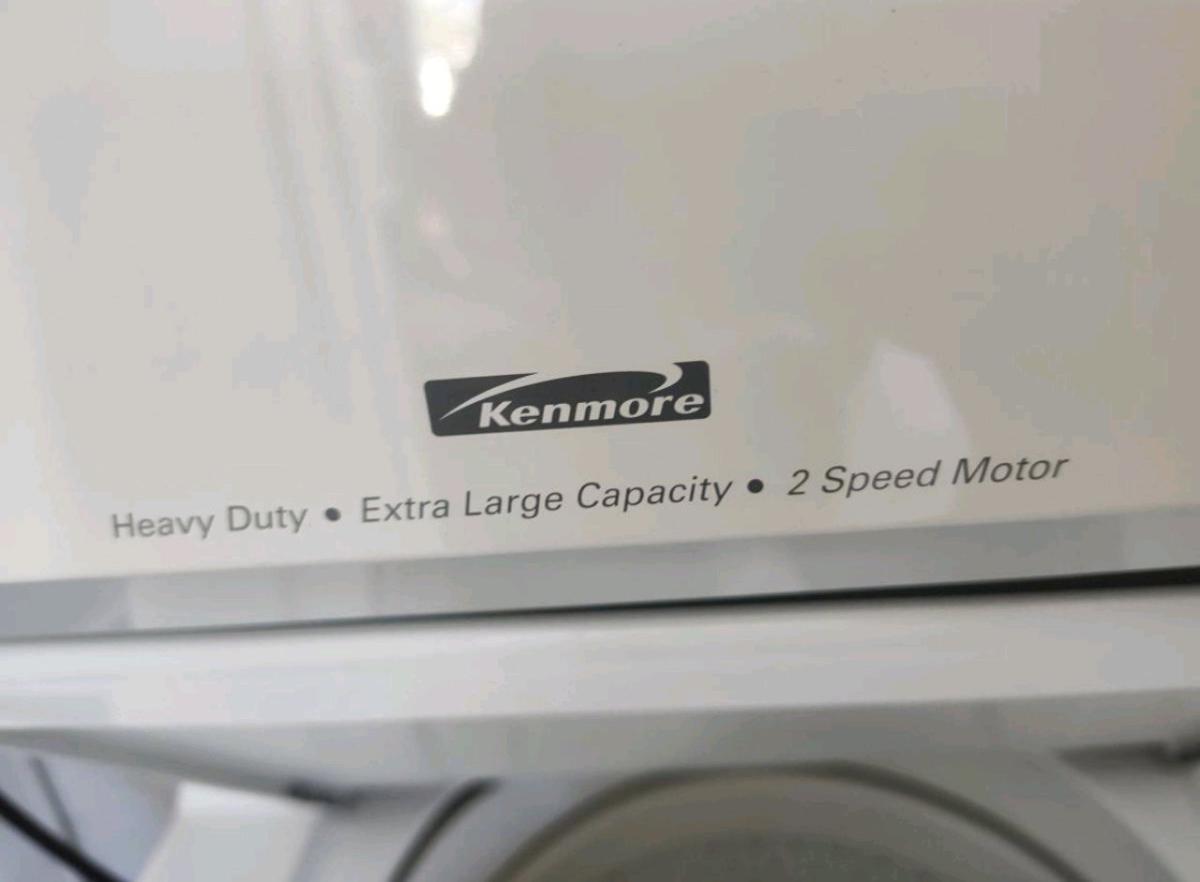 Kenmore
Heavy Duty • Extra Large Capacity • 2 Speed Motor